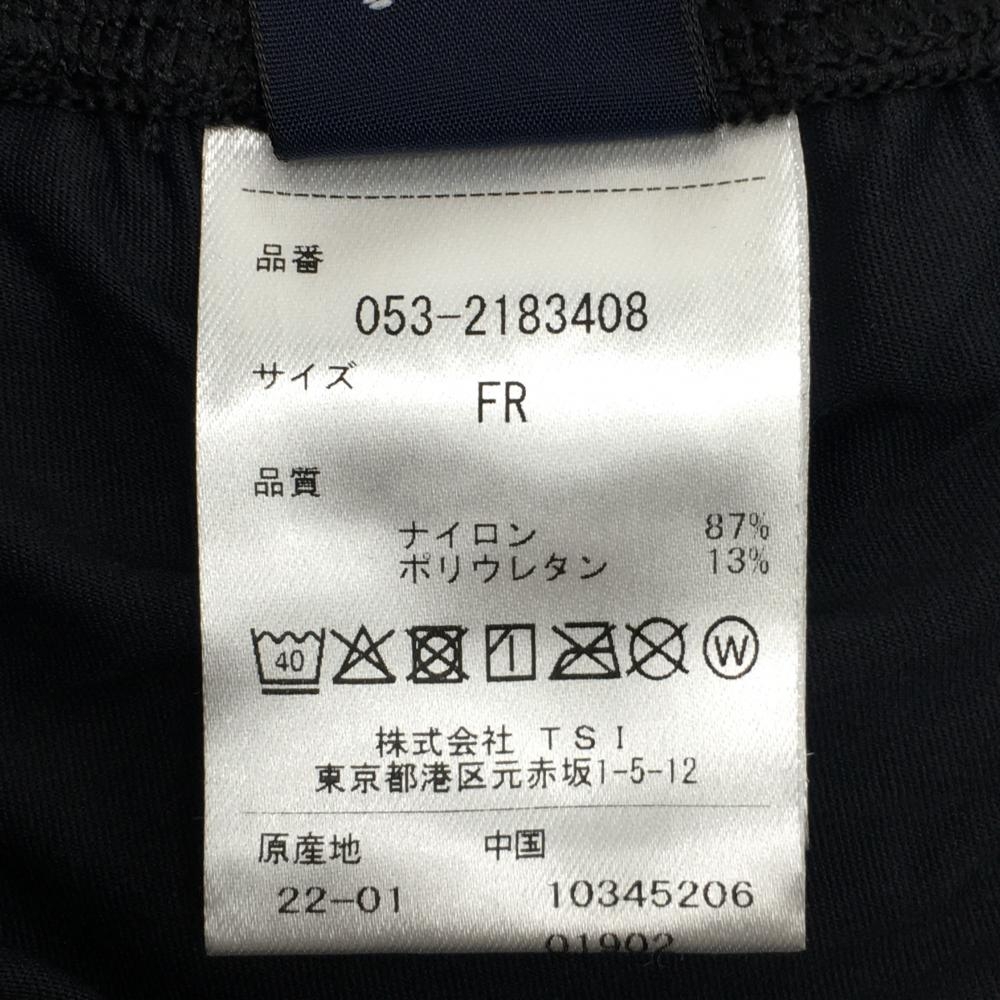 品番
053-2183408
サイズ
FR
品質
ナイロン 87%
ポリウレタン 13%
40 W
株式会社 TSI
東京都港区元赤坂1-5-12
原産地 中国
22-01 10345206
01902